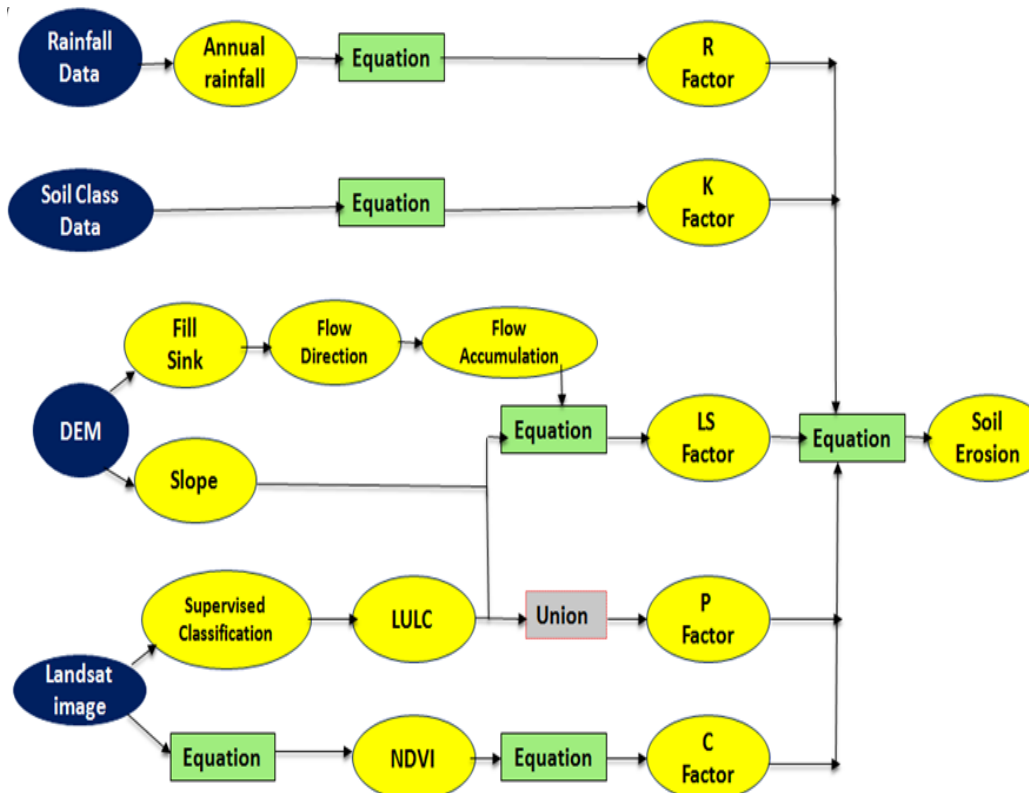 Rainfall
Data
Annual
rainfall
Equation
R
Factor
Soil Class
Data
Equation
K
Factor
Fill
Sink
Flow
Direction
Flow
Accumulation
DEM
Slope
Equation
LS
Factor
Equation
Soil
Erosion
Supervised
Classification
LULC
Union
P
Factor
Landsat
image
Equation
NDVI
Equation
C
Factor